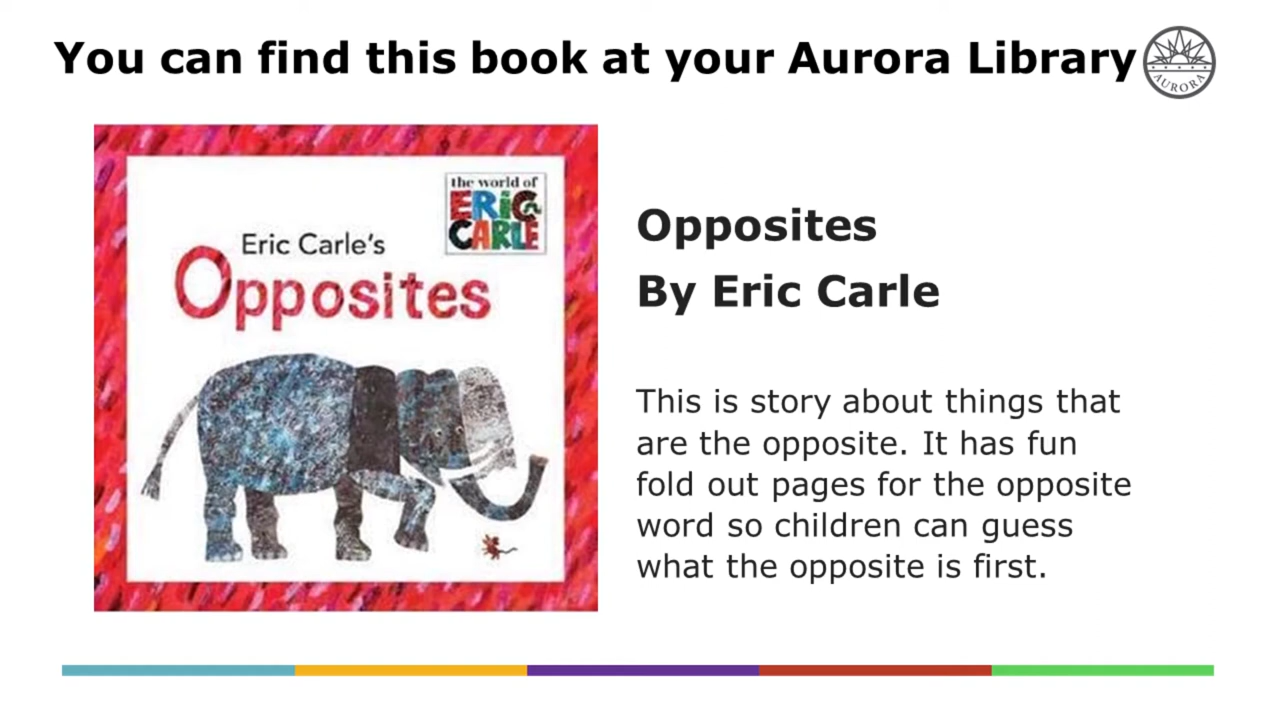 You can find this book at your Aurora Library
AURORA
the world of
ERIC
CARLE
Eric Carle's
Opposites
Opposites
By Eric Carle
This is story about things that
are the opposite. It has fun
fold out pages for the opposite
word so children can guess
what the opposite is first.